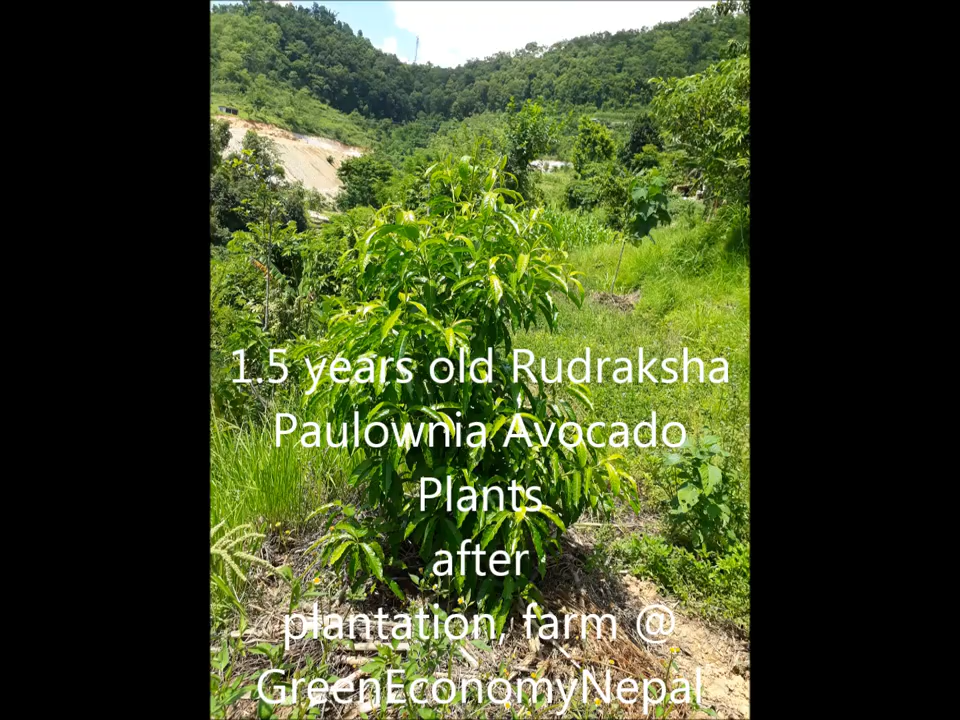 1.5 years old Rudraksha
Paulownia Avocado
Plants
after
plantation, farm @
GreenEconomyNepal